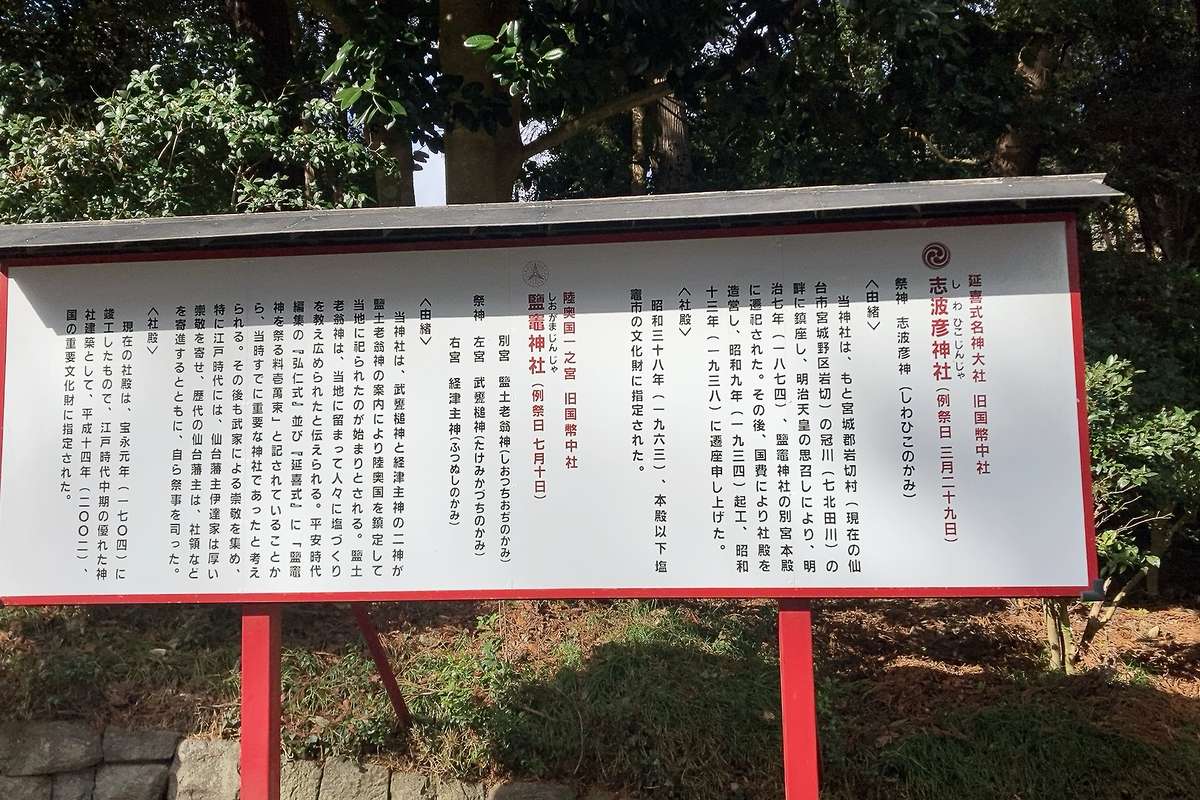 延喜式名神大社 旧国幣中社
志波彦神社(例祭日 三月二十九日)
しわひこじんじゃ
祭神 志波彦神(しわひこのかみ)
〈由緒〉
当神社は、もと宮城郡岩切村(現在の仙
台市宮城野区岩切)の冠川(七北田川)の
畔に鎮座し、明治天皇の思召しにより、明
治七年(一八七四)、鹽竈神社の別宮本殿
に遷祀された。その後、国費により社殿を
造営し、昭和九年(一九三四)起工、昭和
十三年(一九三八)に遷座申し上げた。
〈社殿〉
昭和三十八年(一九六三)、本殿以下塩
竈市の文化財に指定された。
陸奥国一之宮 旧国幣中社
鹽竈神社(例祭日 七月十日)
しおがまじんじゃ
別宮 鹽土老翁神(しおつちおぢのかみ)
祭神 左宮 武甕槌神(たけみかづちのかみ)
右宮 経津主神(ふつぬしのかみ)
〈由緒〉
当神社は、武甕槌神と経津主神の二神が
鹽土老翁神の案内により陸奥国を鎮定して
当地に祀られたのが始まりとされる。鹽土
老翁神は、当地に留まって人々に塩づくり
を教え広められたと伝えられる。平安時代
編集の『弘仁式』並び『延喜式』に「鹽竈
神を祭る料壱萬束」と記されていることか
ら、当時すでに重要な神社であったと考え
られる。その後も武家による崇敬を集め、
特に江戸時代には、仙台藩主伊達家は厚い
崇敬を寄せ、歴代の仙台藩主は、社領など
を寄進するとともに、自ら祭事を司った。
〈社殿〉
現在の社殿は、宝永元年(一七〇四)に
竣工したもので、江戸時代中期の優れた神
社建築として、平成十四年(二〇〇二)、
国の重要文化財に指定された。